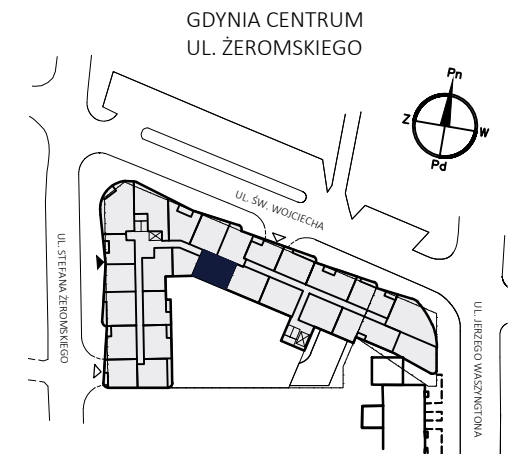 GDYNIA CENTRUM
UL. ŻEROMSKIEGO
Pn
Z
W
Pd
UL. ŚW. WOJCIECHA
UL. STEFANA ŻEROMSKIEGO
UL. JERZEGO WASZYNGTONA